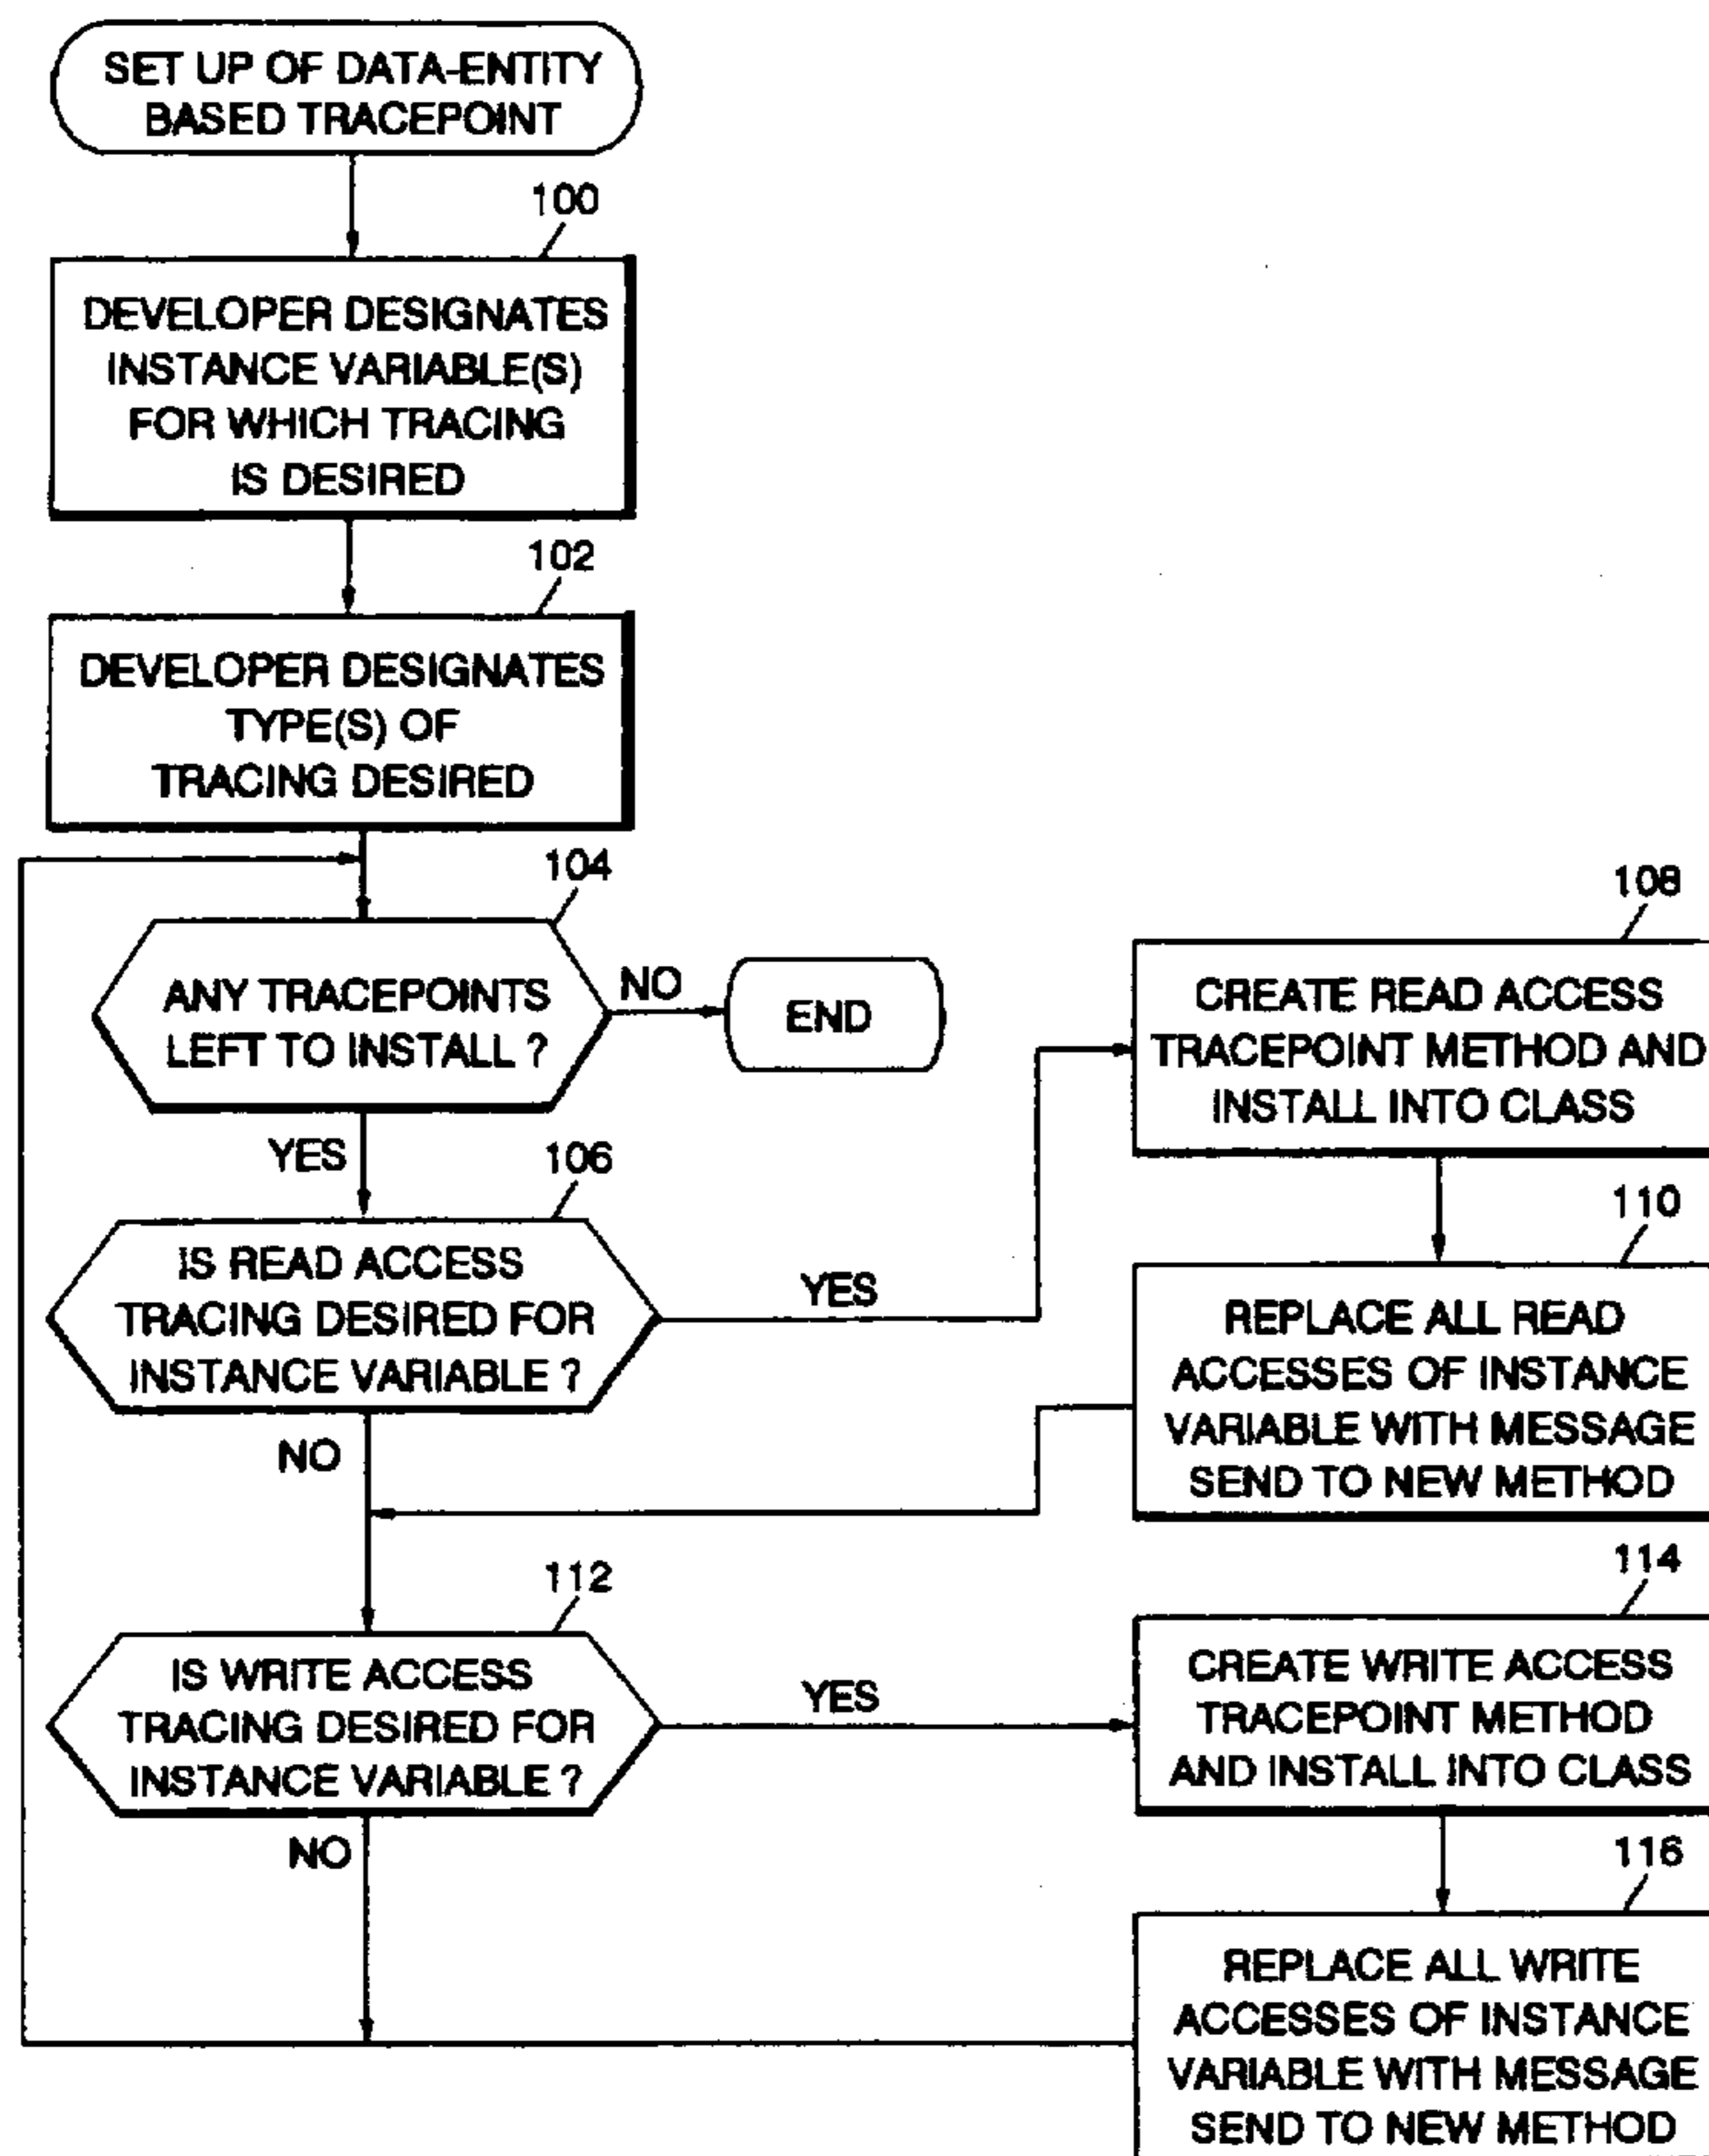 SET UP OF DATA-ENTITY
BASED TRACEPOINT
100
DEVELOPER DESIGNATES
INSTANCE VARIABLE(S)
FOR WHICH TRACING
IS DESIRED
102
DEVELOPER DESIGNATES
TYPE(S) OF
TRACING DESIRED
104
ANY TRACEPOINTS
LEFT TO INSTALL ?
NO
END
YES
106
IS READ ACCESS
TRACING DESIRED FOR
INSTANCE VARIABLE ?
YES
NO
108
CREATE READ ACCESS
TRACEPOINT METHOD AND
INSTALL INTO CLASS
110
REPLACE ALL READ
ACCESSES OF INSTANCE
VARIABLE WITH MESSAGE
SEND TO NEW METHOD
112
IS WRITE ACCESS
TRACING DESIRED FOR
INSTANCE VARIABLE ?
YES
NO
114
CREATE WRITE ACCESS
TRACEPOINT METHOD
AND INSTALL INTO CLASS
116
REPLACE ALL WRITE
ACCESSES OF INSTANCE
VARIABLE WITH MESSAGE
SEND TO NEW METHOD